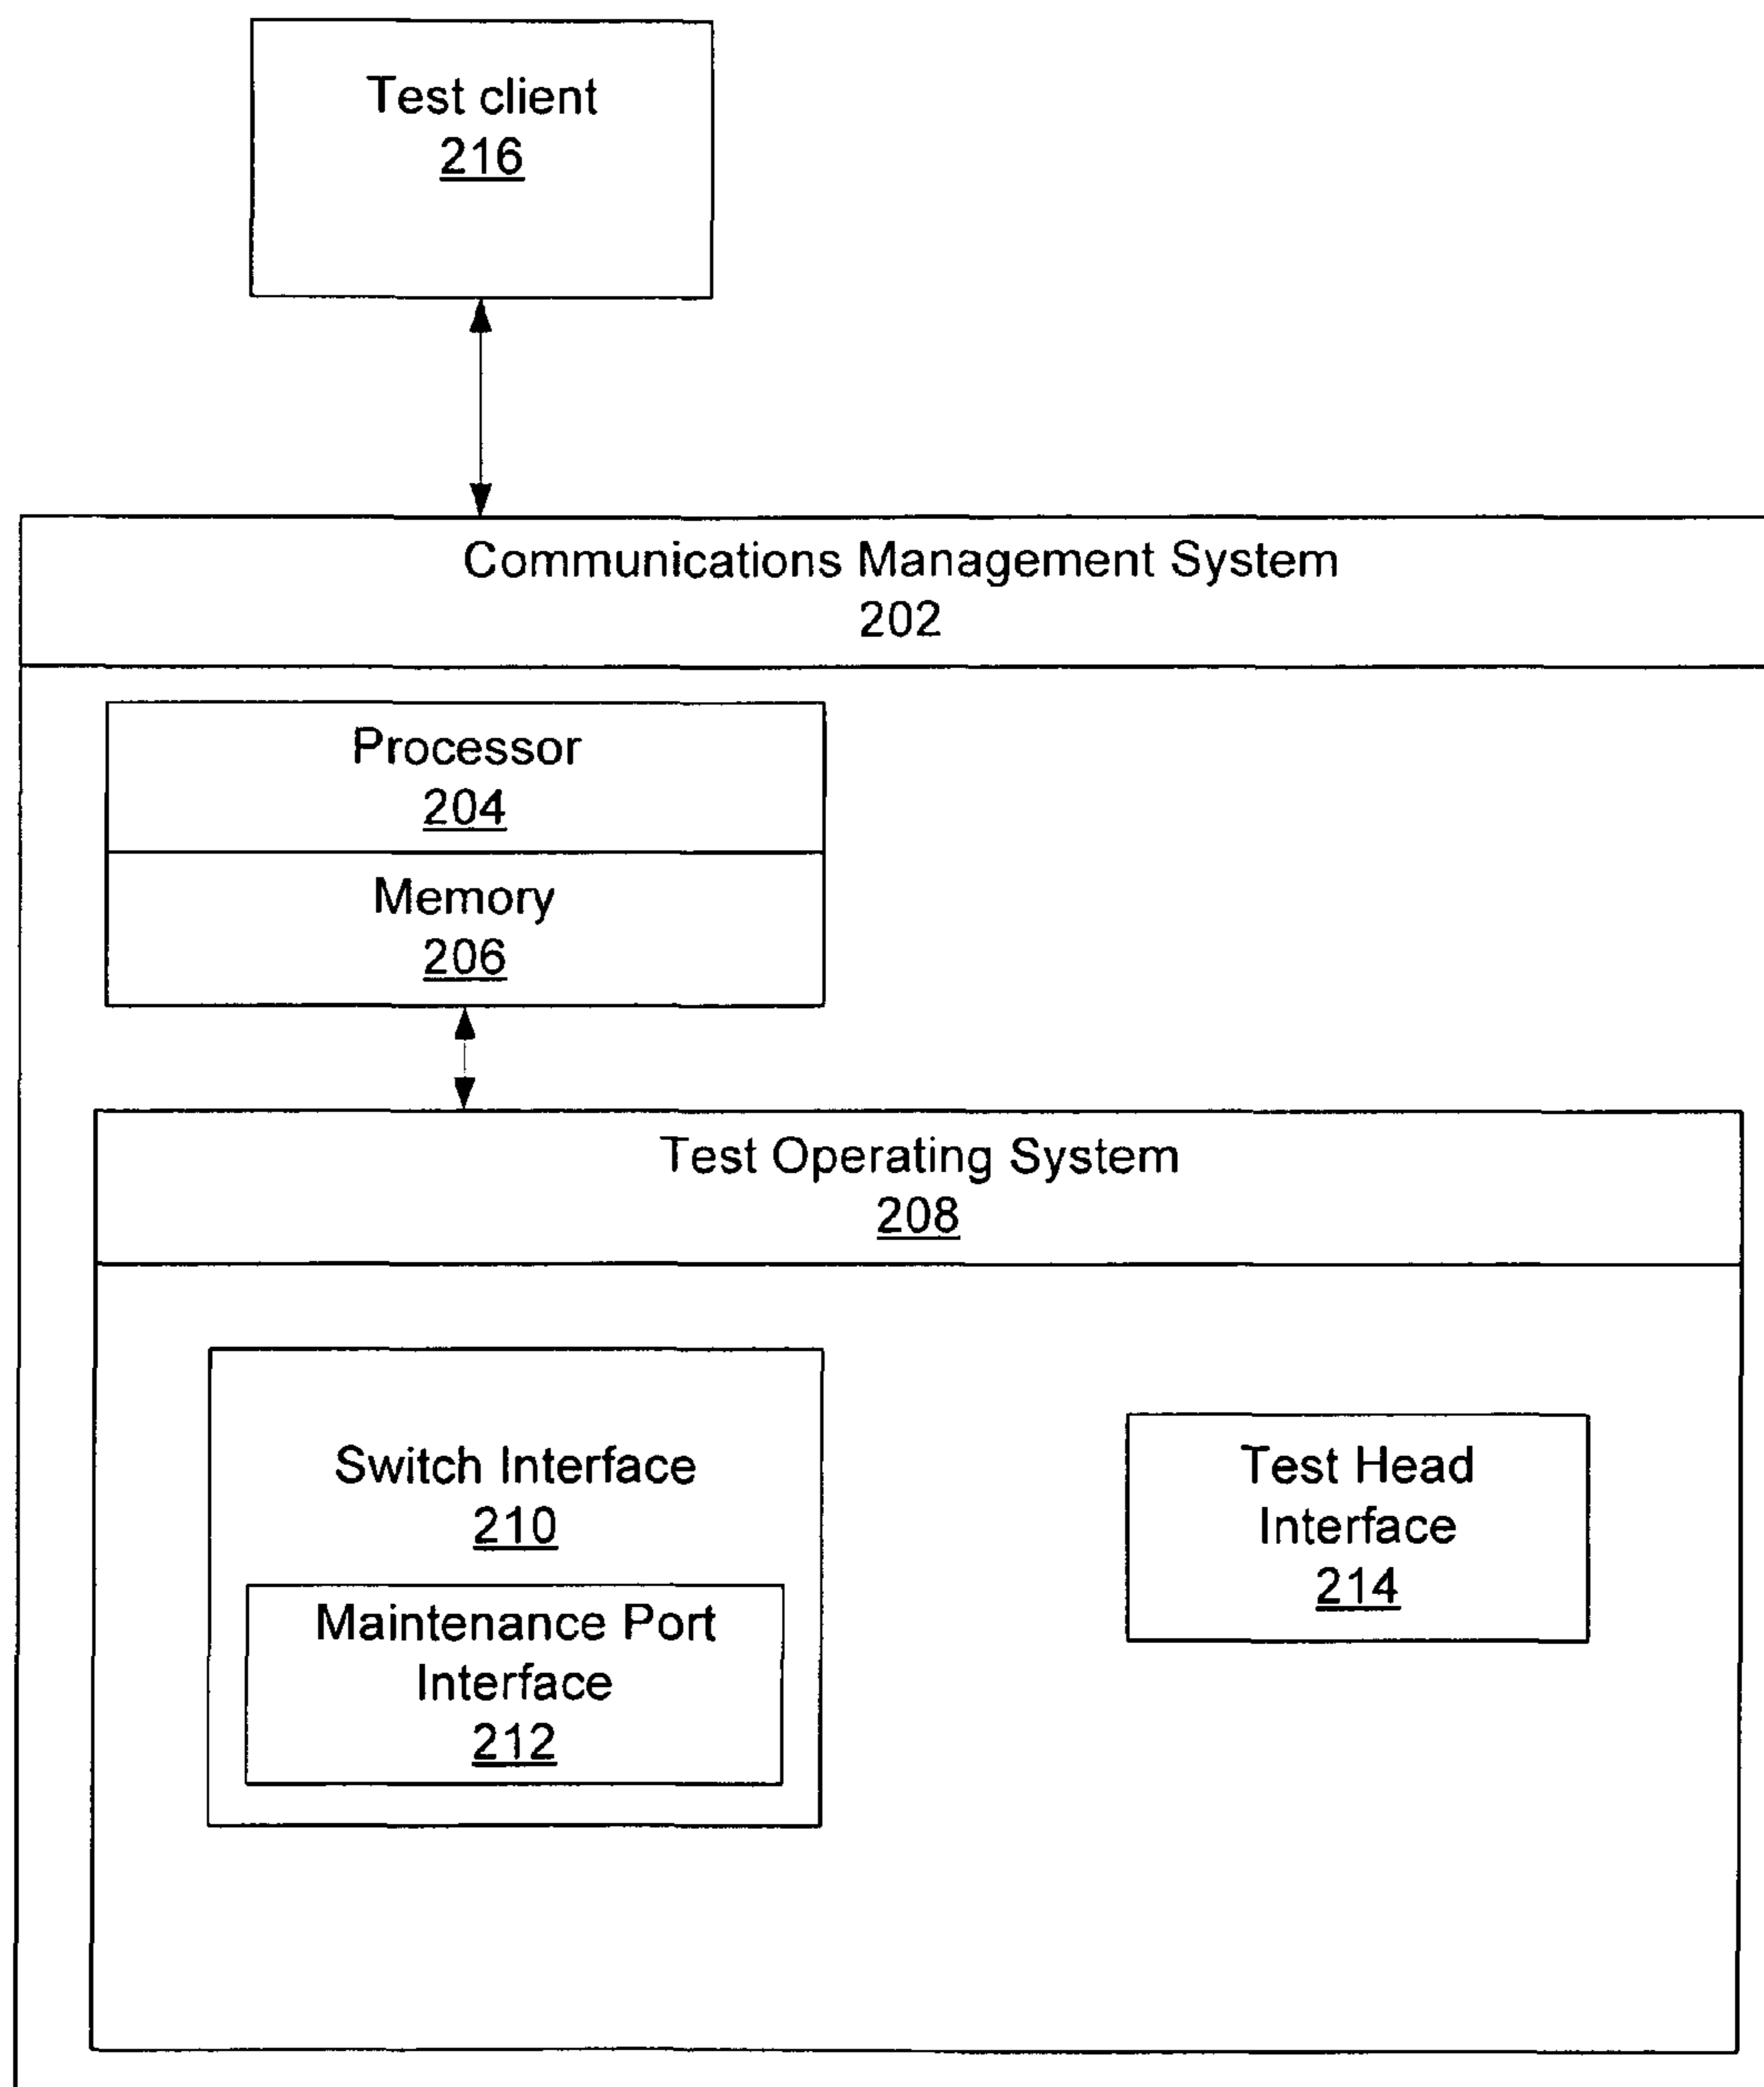 Test client
216
Communications Management System
202
Processor
204
Memory
206
Test Operating System
208
Switch Interface
210
Maintenance Port
Interface
212
Test Head
Interface
214